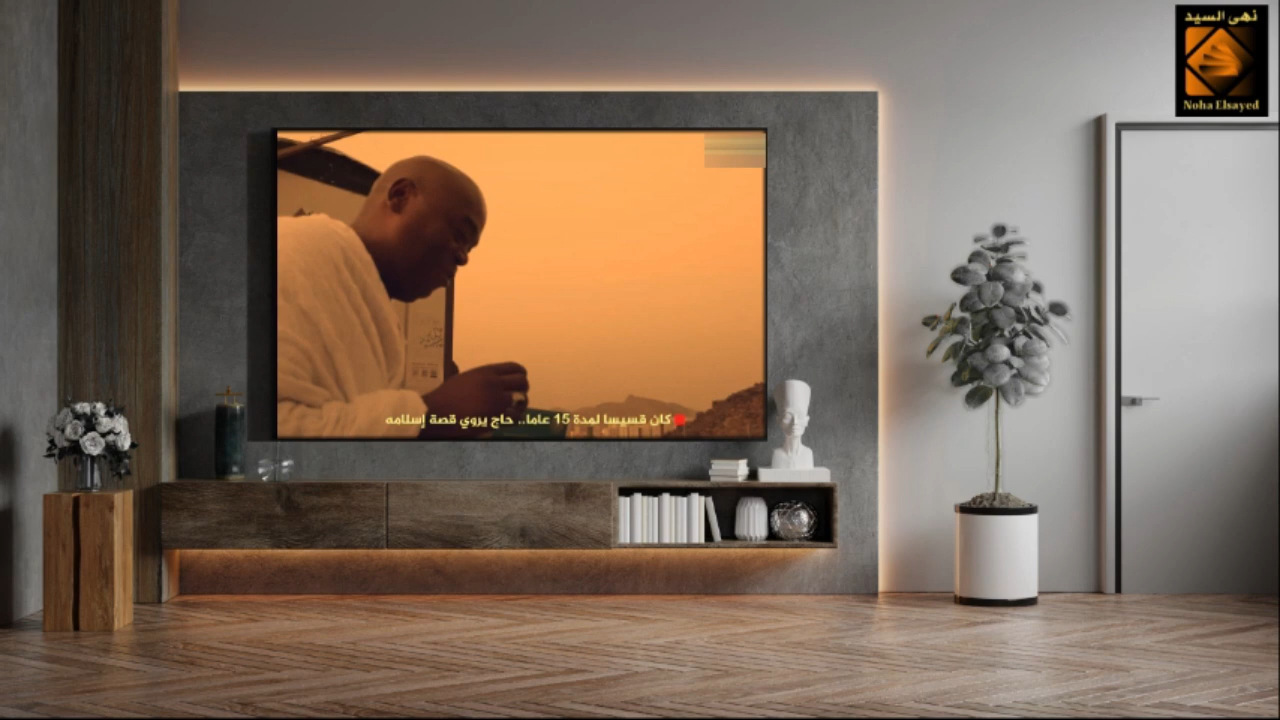 نهى السيد
Noha Elsayed
كان قسيسا لمدة 15 عاما.. حاج يروي قصة إسلامه